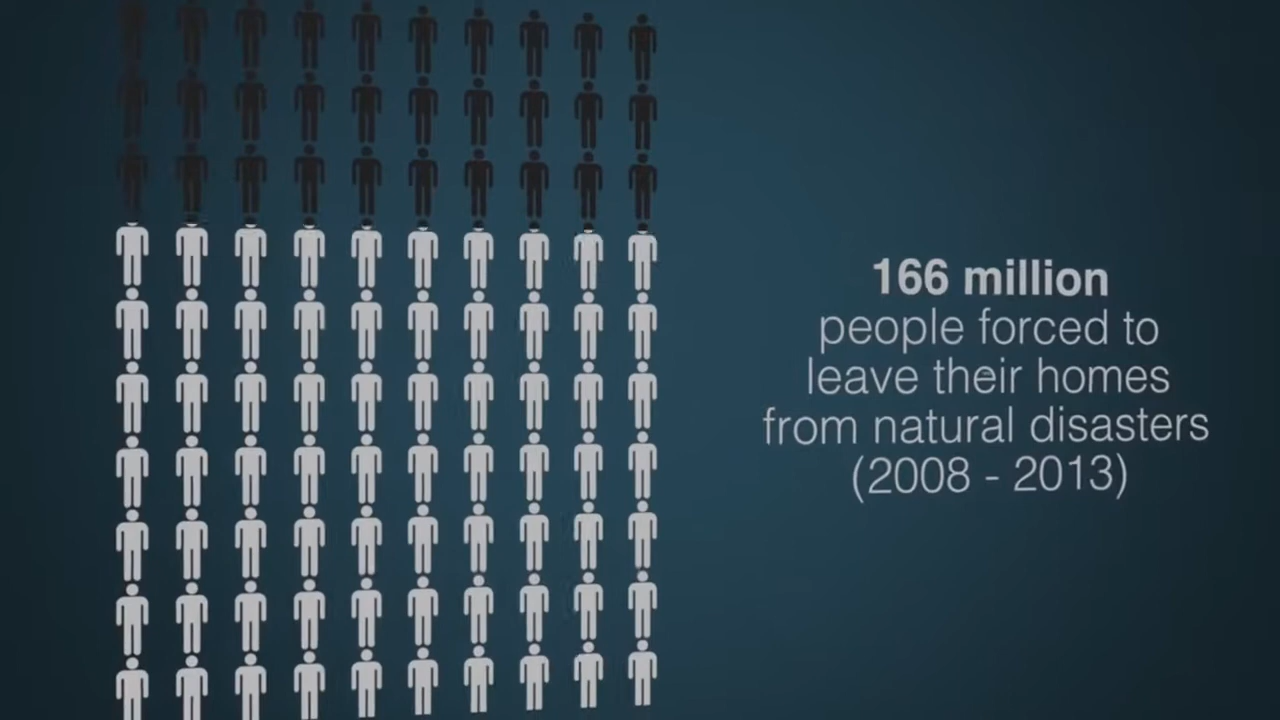 166 million
people forced to
leave their homes
from natural disasters
(2008 - 2013)